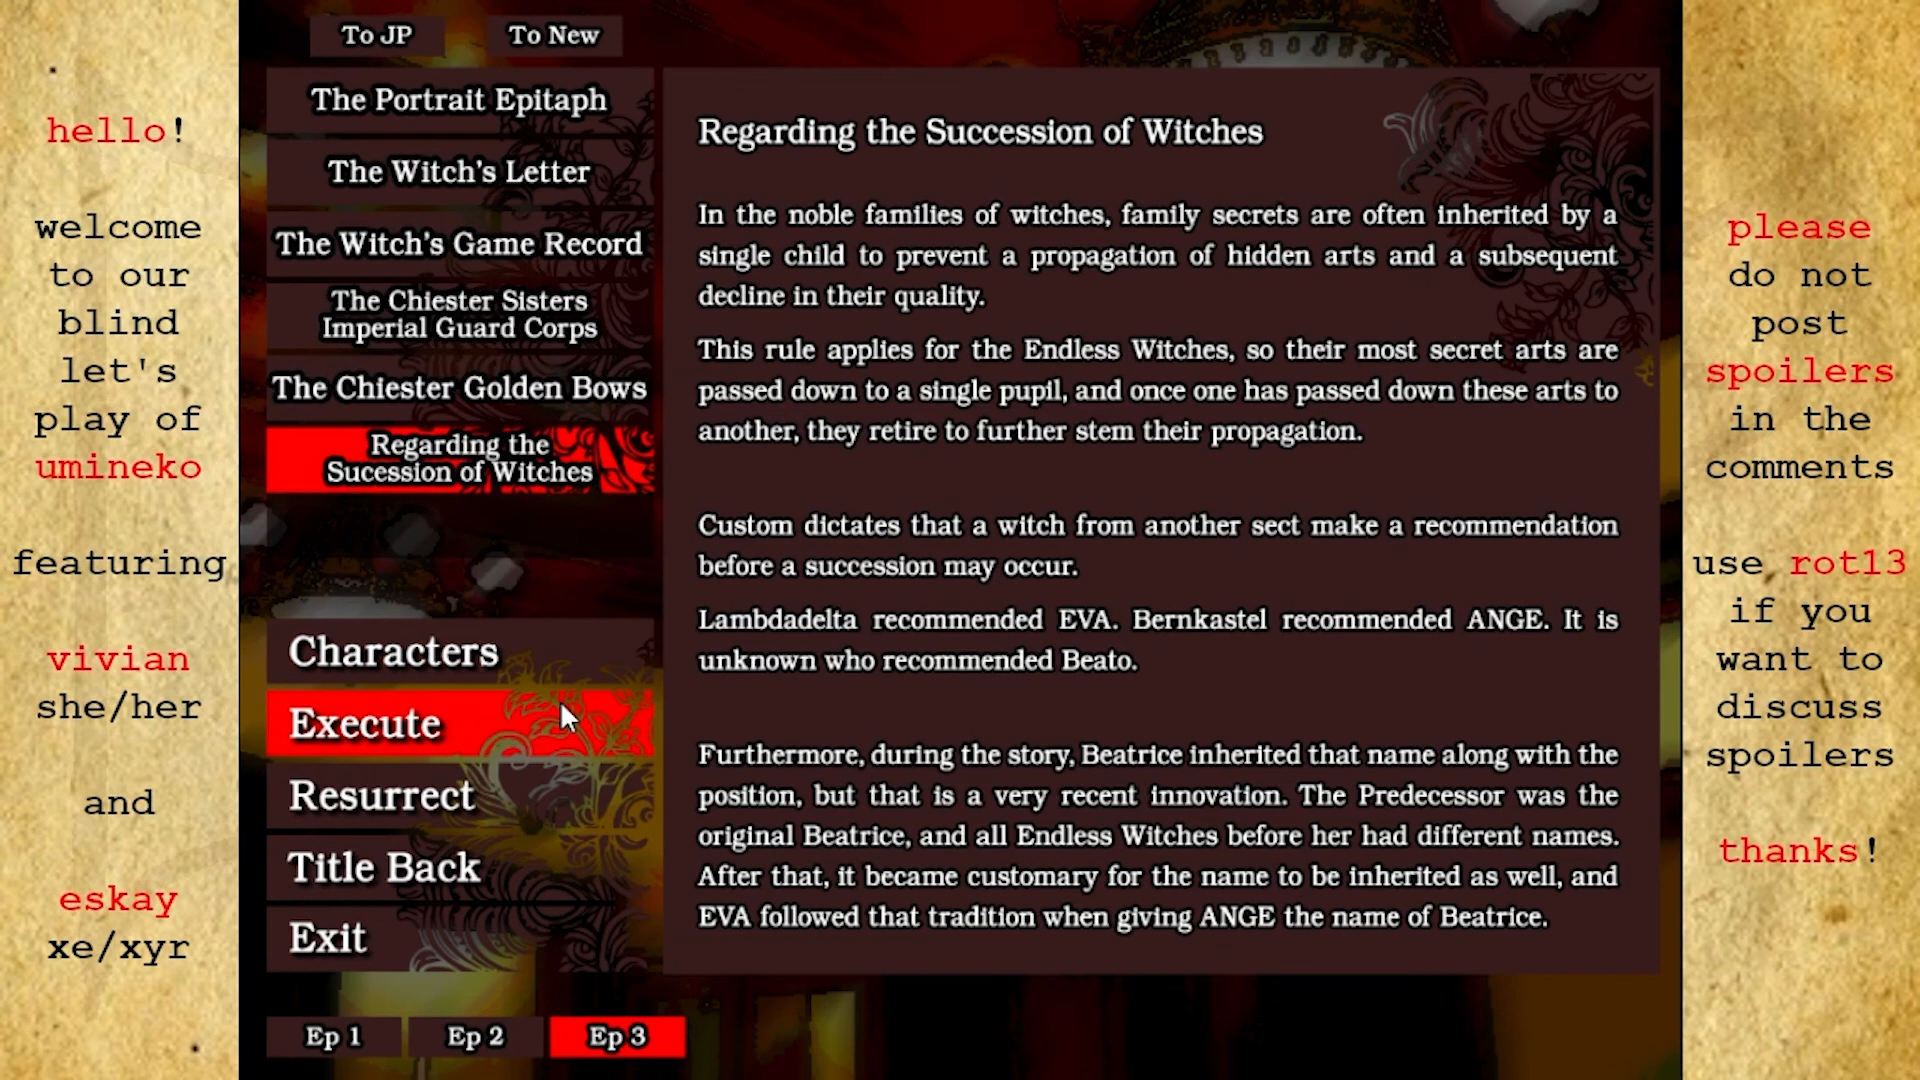 hello!
welcome
to our
blind
let's
play of
umineko
featuring
vivian
she/her
and
eskay
xe/xyr
To JP
To New
The Portrait Epitaph
The Witch's Letter
The Witch's Game Record
The Chiester Sisters
Imperial Guard Corps
The Chiester Golden Bows
Regarding the
Sucession of Witches
Characters
Execute
Resurrect
Title Back
Exit
Ep 1
Ep 2
Ep 3
Regarding the Succession of Witches
In the noble families of witches, family secrets are often inherited by a
single child to prevent a propagation of hidden arts and a subsequent
decline in their quality.
This rule applies for the Endless Witches, so their most secret arts are
passed down to a single pupil, and once one has passed down these arts to
another, they retire to further stem their propagation.
Custom dictates that a witch from another sect make a recommendation
before a succession may occur.
Lambdadelta recommended EVA. Bernkastel recommended ANGE. It is
unknown who recommended Beato.
Furthermore, during the story, Beatrice inherited that name along with the
position, but that is a very recent innovation. The Predecessor was the
original Beatrice, and all Endless Witches before her had different names.
After that, it became customary for the name to be inherited as well, and
EVA followed that tradition when giving ANGE the name of Beatrice.
please
do not
post
spoilers
in the
comments
use rot13
if you
want to
discuss
spoilers
thanks!